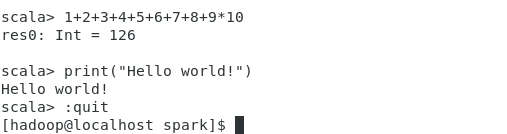 scala> 1+2+3+4+5+6+7+8+9*10
res0: Int = 126
scala> print("Hello world!")
Hello world!
scala> :quit
[hadoop@localhost spark]$